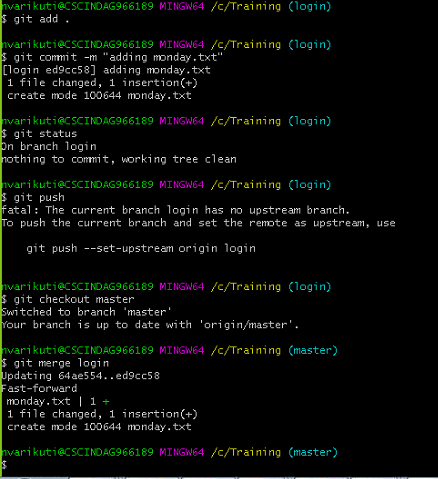 nvarikuti@CSCINDAG966189 MINGW64 /c/Training (login)
$ git add .
nvarikuti@CSCINDAG966189 MINGW64 /c/Training (login)
$ git commit -m "adding monday.txt"
[login ed9cc58] adding monday.txt
 1 file changed, 1 insertion(+)
 create mode 100644 monday.txt
nvarikuti@CSCINDAG966189 MINGW64 /c/Training (login)
$ git status
On branch login
nothing to commit, working tree clean
nvarikuti@CSCINDAG966189 MINGW64 /c/Training (login)
$ git push
fatal: The current branch login has no upstream branch.
To push the current branch and set the remote as upstream, use
    git push --set-upstream origin login
nvarikuti@CSCINDAG966189 MINGW64 /c/Training (login)
$ git checkout master
Switched to branch 'master'
Your branch is up to date with 'origin/master'.
nvarikuti@CSCINDAG966189 MINGW64 /c/Training (master)
$ git merge login
Updating 64ae554..ed9cc58
Fast-forward
 monday.txt | 1 +
 1 file changed, 1 insertion(+)
 create mode 100644 monday.txt
nvarikuti@CSCINDAG966189 MINGW64 /c/Training (master)
$